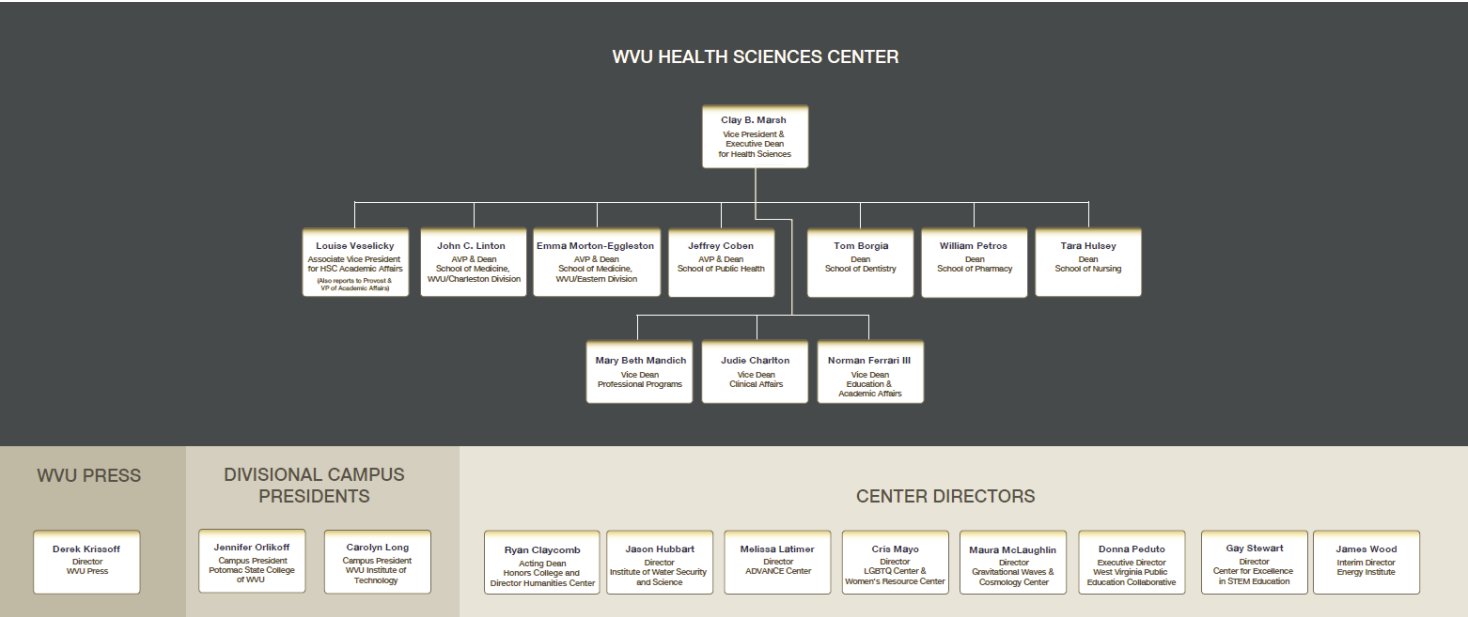 WVU HEALTH SCIENCES CENTER
Clay B. Marsh
Vice President &
Executive Dean
for Health Sciences
Louise Veselicky
Associate Vice President
for HSC Academic Affairs
(Also reports to Provost &
VP of Academic Affairs)
John C. Linton
AVP & Dean
School of Medicine,
WVU/Charleston Division
Emma Morton-Eggleston
AVP & Dean
School of Medicine,
WVU/Eastern Division
Jeffrey Coben
AVP & Dean
School of Public Health
Tom Borgia
Dean
School of Dentistry
William Petros
Dean
School of Pharmacy
Tara Hulsey
Dean
School of Nursing
Mary Beth Mandich
Vice Dean
Professional Programs
Judie Charlton
Vice Dean
Clinical Affairs
Norman Ferrari III
Vice Dean
Education &
Academic Affairs
WVU PRESS
Derek Krissoff
Director
WVU Press
DIVISIONAL CAMPUS
PRESIDENTS
Jennifer Orlikoff
Campus President
Potomac State College
of WVU
Carolyn Long
Campus President
WVU Institute of
Technology
CENTER DIRECTORS
Ryan Claycomb
Acting Dean
Honors College and
Director Humanities Center
Jason Hubbart
Director
Institute of Water Security
and Science
Melissa Latimer
Director
ADVANCE Center
Cris Mayo
Director
LGBTQ Center &
Women's Resource Center
Maura McLaughlin
Director
Gravitational Waves &
Cosmology Center
Donna Peduto
Executive Director
West Virginia Public
Education Collaborative
Gay Stewart
Director
Center for Excellence
in STEM Education
James Wood
Interim Director
Energy Institute